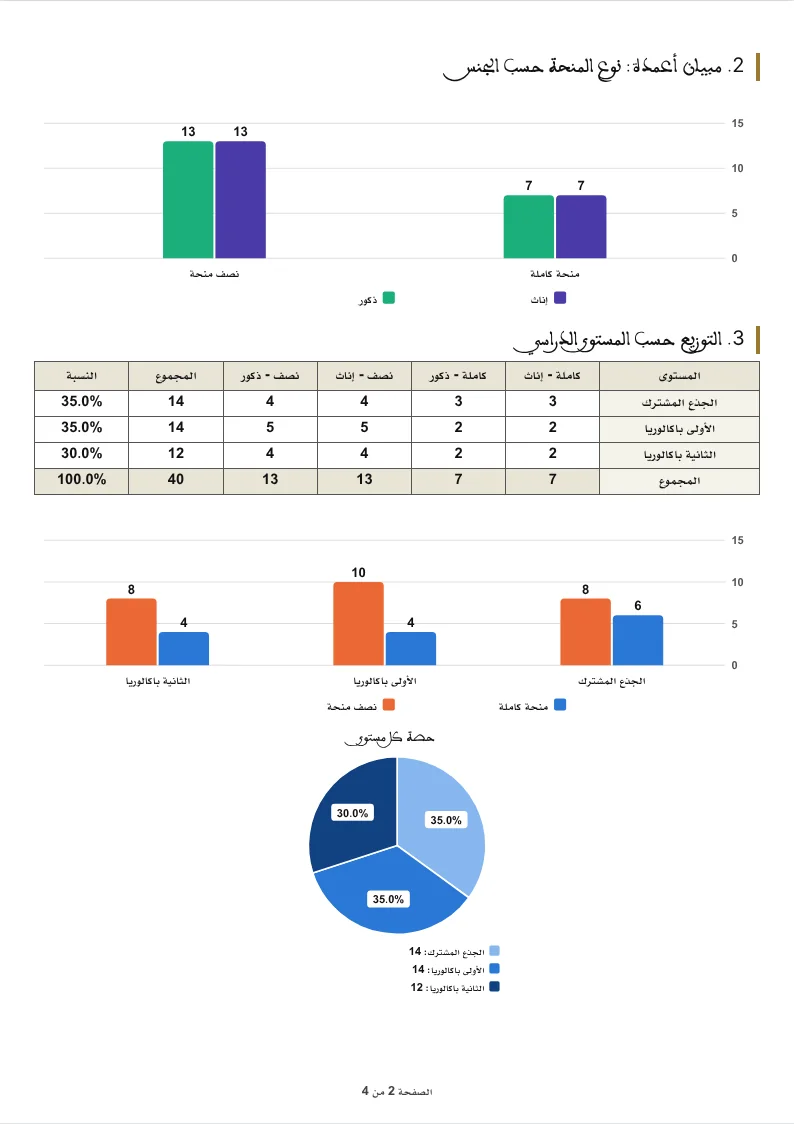 2. مبيان أعمدة: نوع المنحة حسب الجنس
15
10
5
0
7 7
13 13
منحة كاملة
نصف منحة
إناث
ذكور
3. التوزيع حسب المستوى الدراسي
المستوى كاملة - إناث كاملة - ذكور نصف - إناث نصف - ذكور المجموع النسبة
الجذع المشترك 3 3 4 4 14 35.0%
الأولى باكالوريا 2 2 5 5 14 35.0%
الثانية باكالوريا 2 2 4 4 12 30.0%
المجموع 7 7 13 13 40 100.0%
15
10
5
0
6 8
4 10
4 8
الجذع المشترك
الأولى باكالوريا
الثانية باكالوريا
منحة كاملة
نصف منحة
حصة كل مستوى
35.0%
35.0%
30.0%
الجذع المشترك: 14
الأولى باكالوريا: 14
الثانية باكالوريا: 12
الصفحة 2 من 4